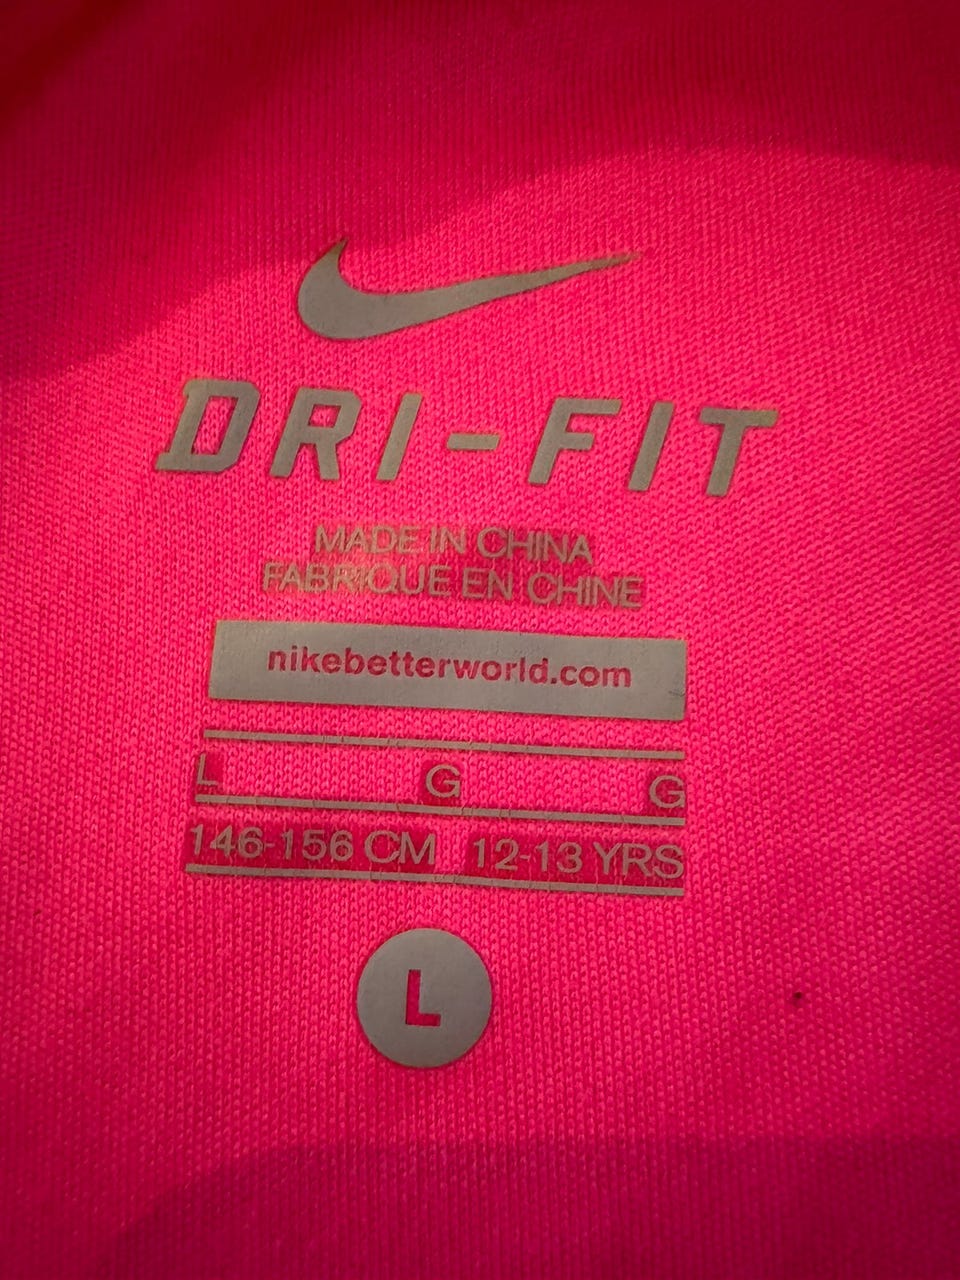 DRI-FIT
MADE IN CHINA
FABRIQUE EN CHINE
nikebetterworld.com
L G G
146-156 CM 12-13 YRS
L